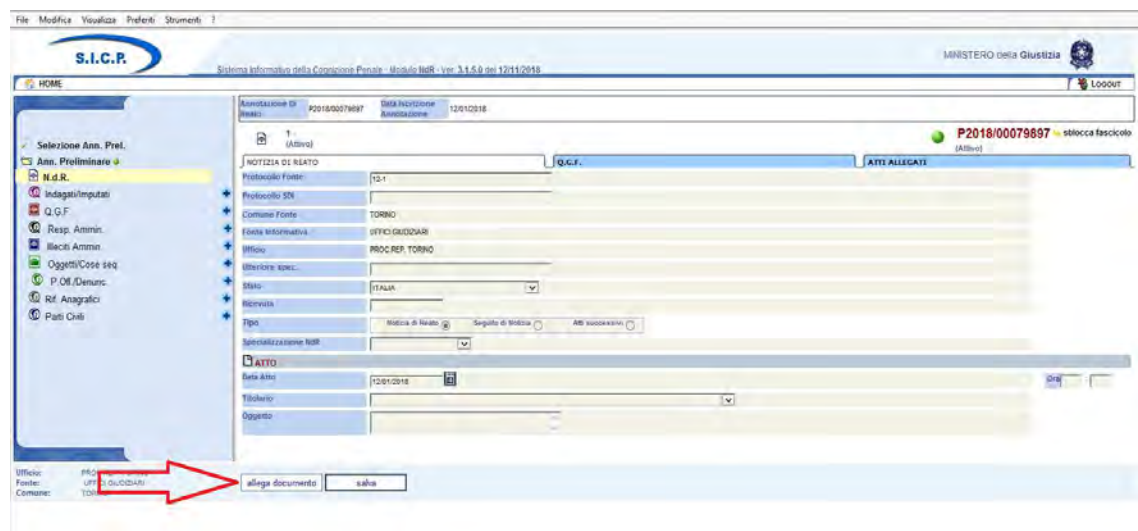 File Modifica Visualizza Preferiti Strumenti ?
S.I.C.P.
Sistema Informativo della Cognizione Penale - Modulo NdR - Ver. 3.1.5.0 del 12/11/2018
MINISTERO della Giustizia
HOME
LOGOUT
Annotazione Di Reato: P2018/00079897 Data Iscrizione Annotazione 12/01/2018
1
(Attivo)
P2018/00079897 sblocca fascicolo
(Attivo)
Selezione Ann. Prel.
Ann. Preliminare
N.d.R.
Indagati/Imputati
Q.G.F
Resp. Ammin.
Illeciti Ammin.
Oggetti/Cose seq.
P.Off./Denunc.
Rif. Anagrafici
Parti Civili
NOTIZIA DI REATO Q.G.F. ATTI ALLEGATI
Protocollo Fonte 12-1
Protocollo SDI
Comune Fonte TORINO
Fonte Informativa UFFICI GIUDIZIARI
Ufficio PROC.REP. TORINO
Ulteriore spec.
Stato ITALIA
Ricevuta
Tipo Notizia di Reato Seguito di Notizia Atti successivi
Specializzazione NdR
ATTO
Data Atto 12/01/2018 Ora
Titolario
Oggetto
Ufficio:
Fonte: UFFICI GIUDIZIARI
Comune:
allega documento salva